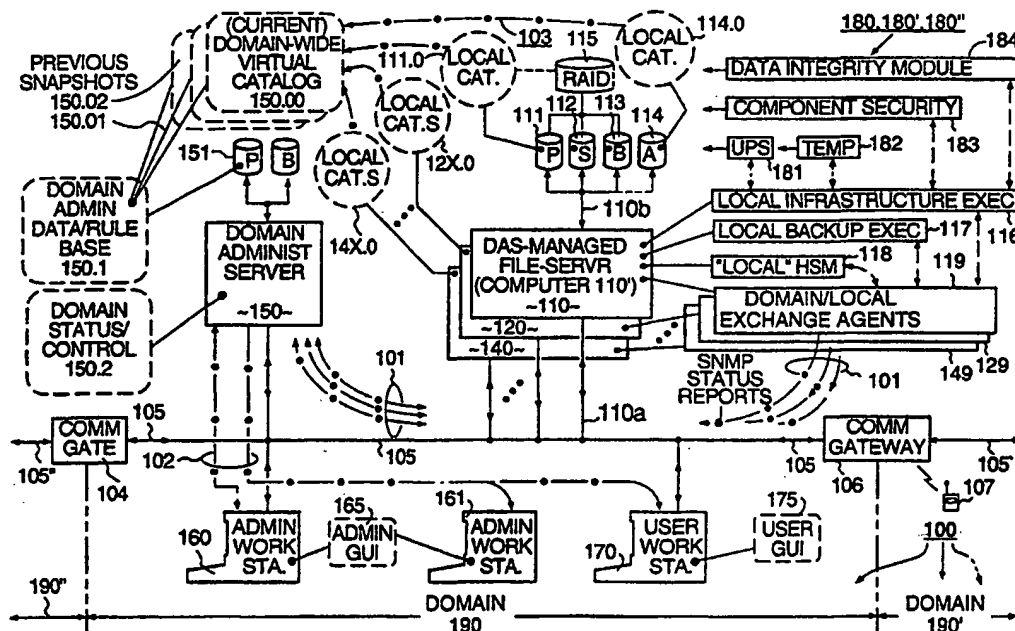 (CURRENT)
DOMAIN-WIDE
VIRTUAL
CATALOG
150.00
PREVIOUS
SNAPSHOTS
150.02
150.01
111.0
LOCAL
CAT.
103
115
RAID
114.0
LOCAL
CAT.
180.180'.180"
184
DATA INTEGRITY MODULE
COMPONENT SECURITY
183
UPS
181
TEMP
182
LOCAL
CAT.S
12X.0
LOCAL
CAT.S
14X.0
111
112
113
114
P
S
B
A
151
P
B
110b
LOCAL INFRASTRUCTURE EXEC
116
LOCAL BACKUP EXEC
117
"LOCAL" HSM
118
119
DOMAIN/LOCAL
EXCHANGE AGENTS
129
149
DOMAIN
ADMIN
DATA/RULE
BASE
150.1
DOMAIN
ADMINIST
SERVER
~150~
DAS-MANAGED
FILE-SERVR
(COMPUTER 110')
~110~
~120~
~140~
DOMAIN
STATUS/
CONTROL
150.2
101
SNMP
STATUS
REPORTS
101
110a
105"
COMM
GATE
104
105
102
105
105
COMM
GATEWAY
106
105'
107
160
ADMIN
WORK
STA.
165
ADMIN
GUI
161
ADMIN
WORK
STA.
170
USER
WORK
STA.
175
USER
GUI
100
190"
DOMAIN
190
DOMAIN
190'